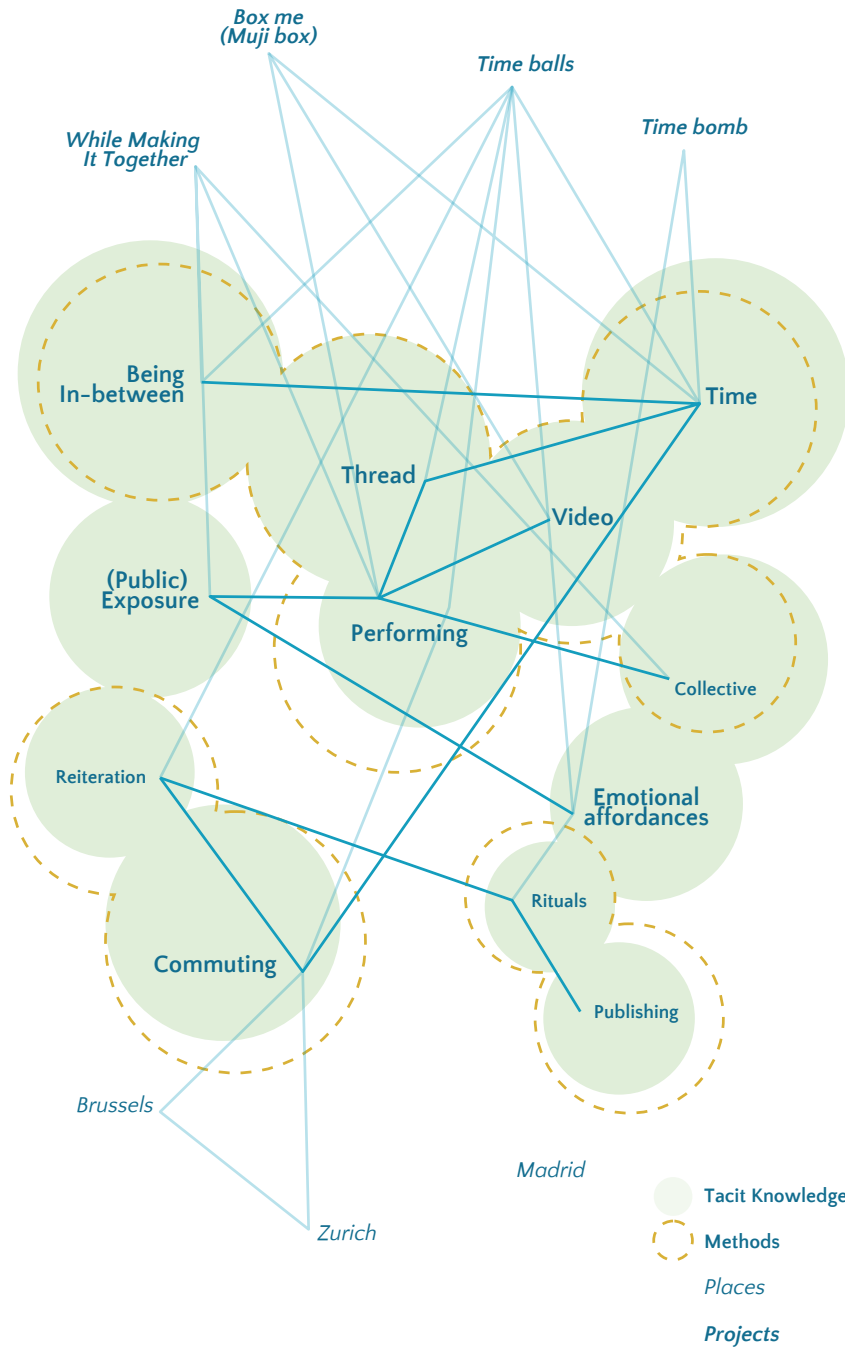 Box me
(Muji box)
Time balls
Time bomb
While Making
It Together
Being
In-between
Time
Thread
Video
(Public)
Exposure
Performing
Collective
Reiteration
Emotional
affordances
Rituals
Commuting
Publishing
Brussels
Madrid
Zurich
Tacit Knowledge
Methods
Places
Projects